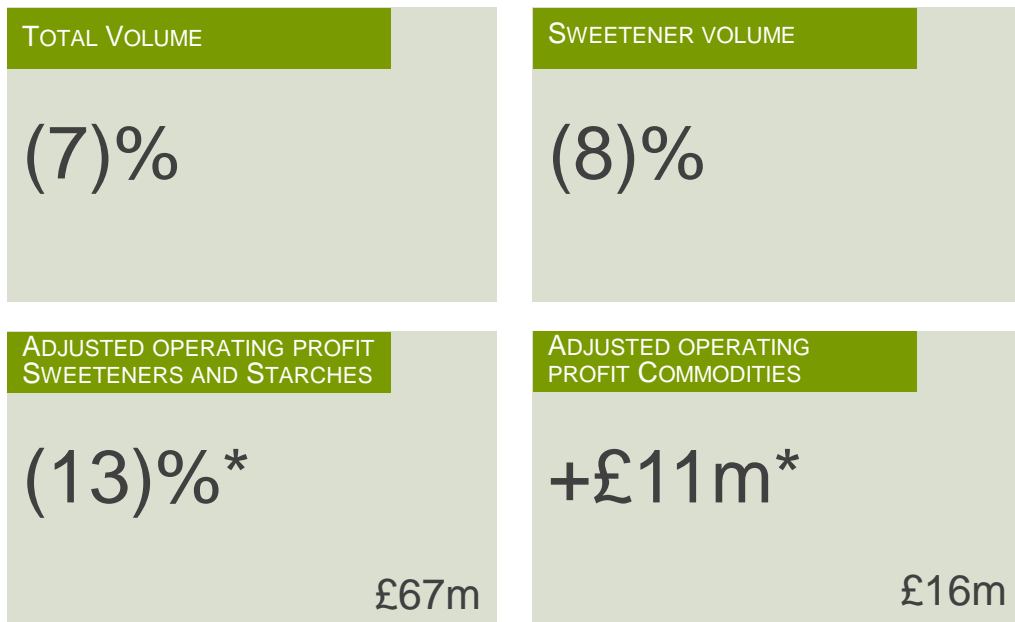 TOTAL VOLUME
(7)%
SWEETENER VOLUME
(8)%
ADJUSTED OPERATING PROFIT
SWEETENERS AND STARCHES
(13)%*
£67m
ADJUSTED OPERATING
PROFIT COMMODITIES
+£11m*
£16m